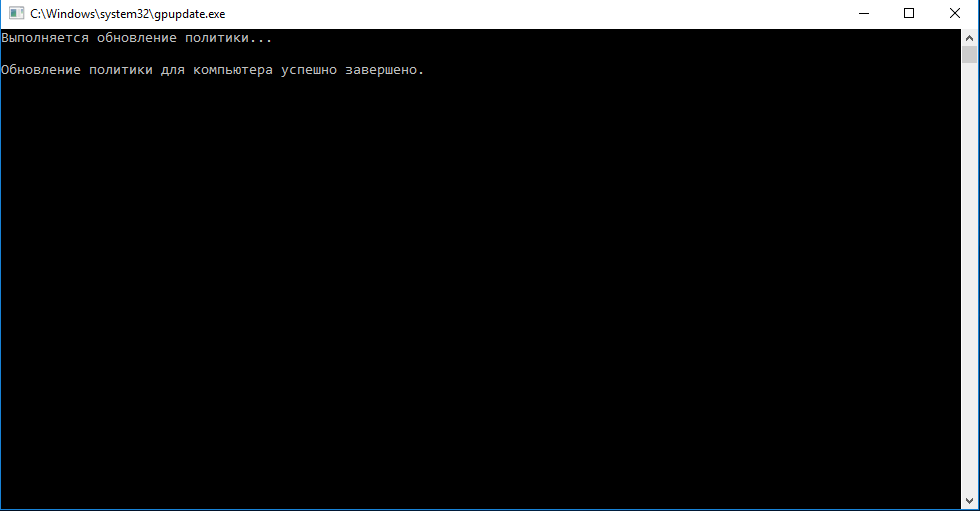 C:\Windows\system32\gpupdate.exe
Выполняется обновление политики...
Обновление политики для компьютера успешно завершено.